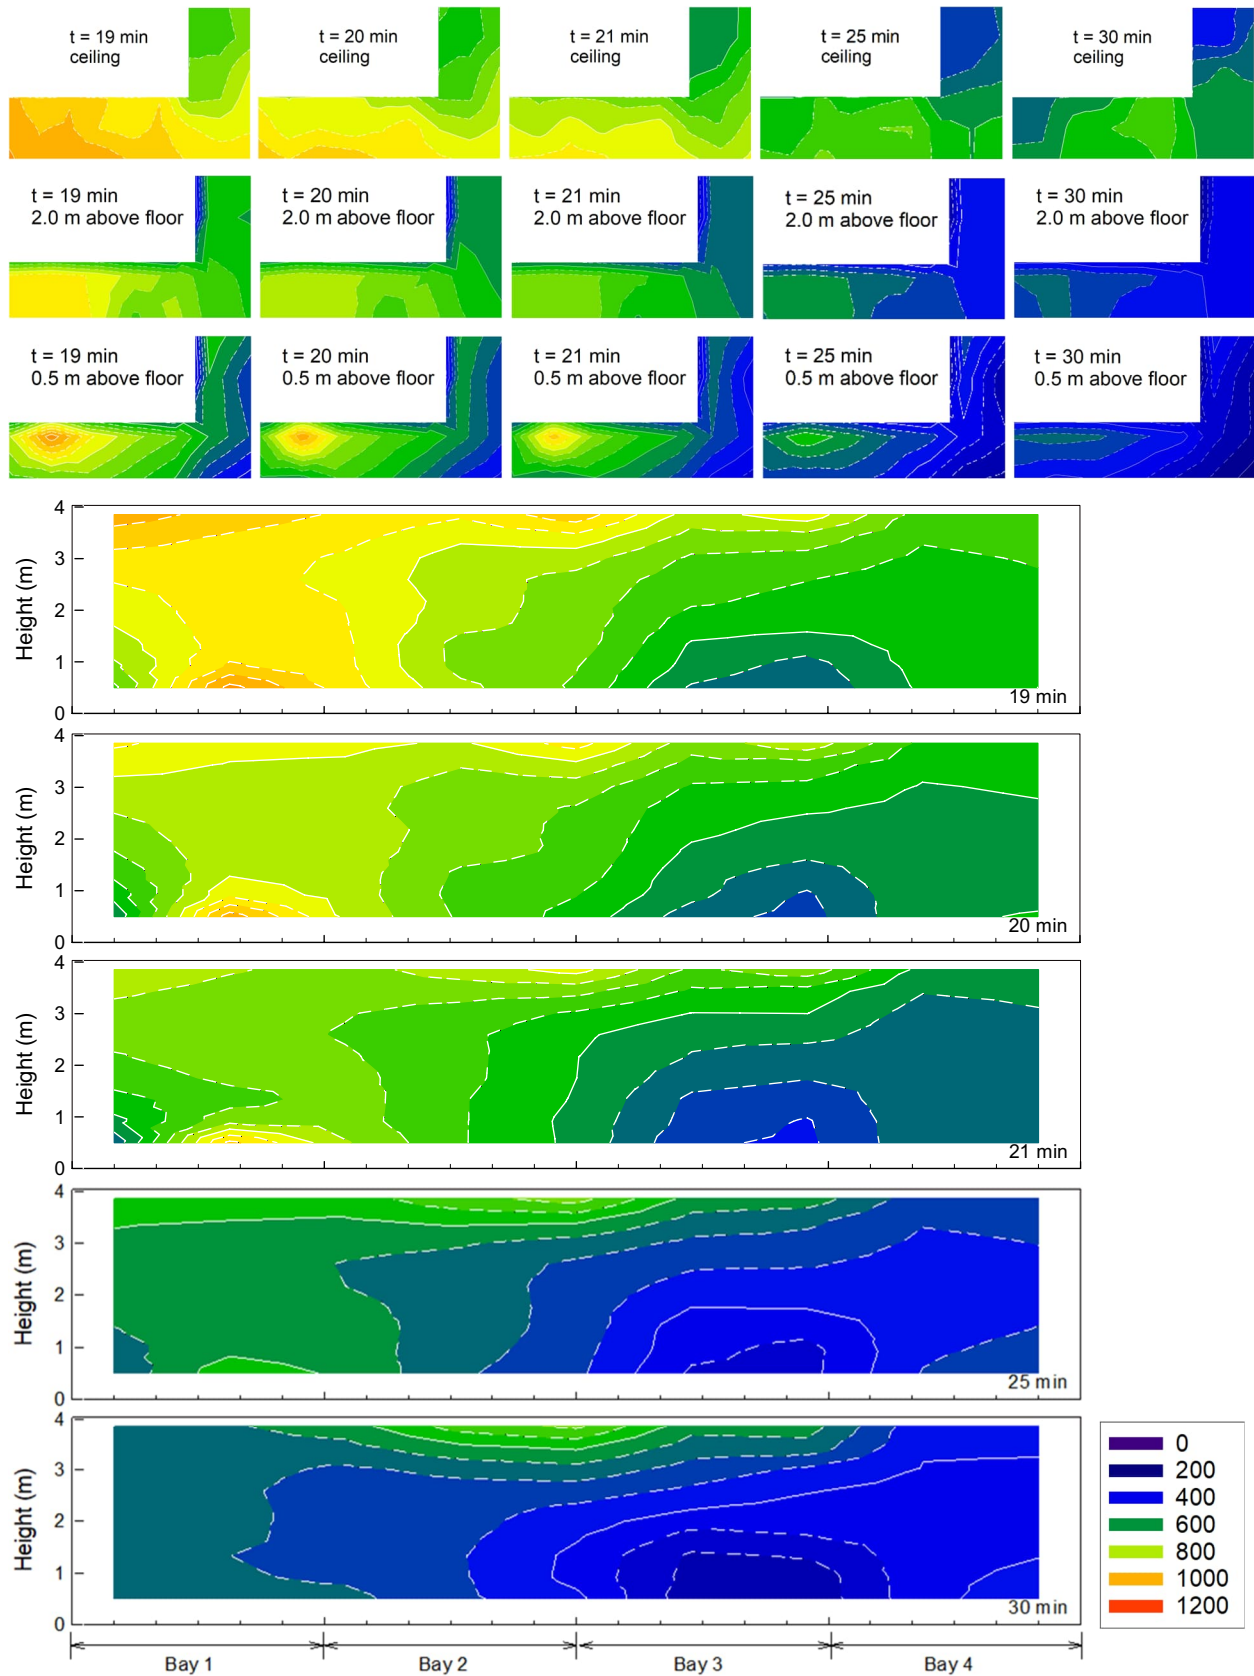 t = 19 min
ceiling
t = 20 min
ceiling
t = 21 min
ceiling
t = 25 min
ceiling
t = 30 min
ceiling
t = 19 min
2.0 m above floor
t = 20 min
2.0 m above floor
t = 21 min
2.0 m above floor
t = 25 min
2.0 m above floor
t = 30 min
2.0 m above floor
t = 19 min
0.5 m above floor
t = 20 min
0.5 m above floor
t = 21 min
0.5 m above floor
t = 25 min
0.5 m above floor
t = 30 min
0.5 m above floor
Height (m)
4
3
2
1
0
19 min
Height (m)
4
3
2
1
0
20 min
Height (m)
4
3
2
1
0
21 min
Height (m)
4
3
2
1
0
25 min
Height (m)
4
3
2
1
0
30 min
Bay 1
Bay 2
Bay 3
Bay 4
0
200
400
600
800
1000
1200